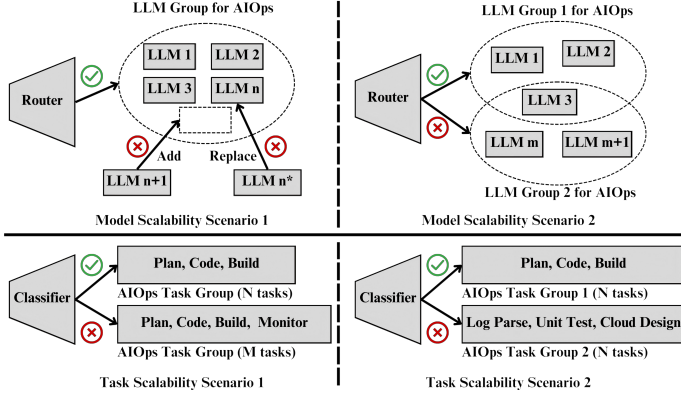 LLM Group for AIOps
LLM 1
LLM 2
LLM 3
LLM n
Router
Add
Replace
LLM n+1
LLM n*
Model Scalability Scenario 1
LLM Group 1 for AIOps
LLM 1
LLM 2
LLM 3
Router
LLM m
LLM m+1
LLM Group 2 for AIOps
Model Scalability Scenario 2
Classifier
Plan, Code, Build
AIOps Task Group (N tasks)
Plan, Code, Build, Monitor
AIOps Task Group (M tasks)
Task Scalability Scenario 1
Classifier
Plan, Code, Build
AIOps Task Group 1 (N tasks)
Log Parse, Unit Test, Cloud Design
AIOps Task Group 2 (N tasks)
Task Scalability Scenario 2